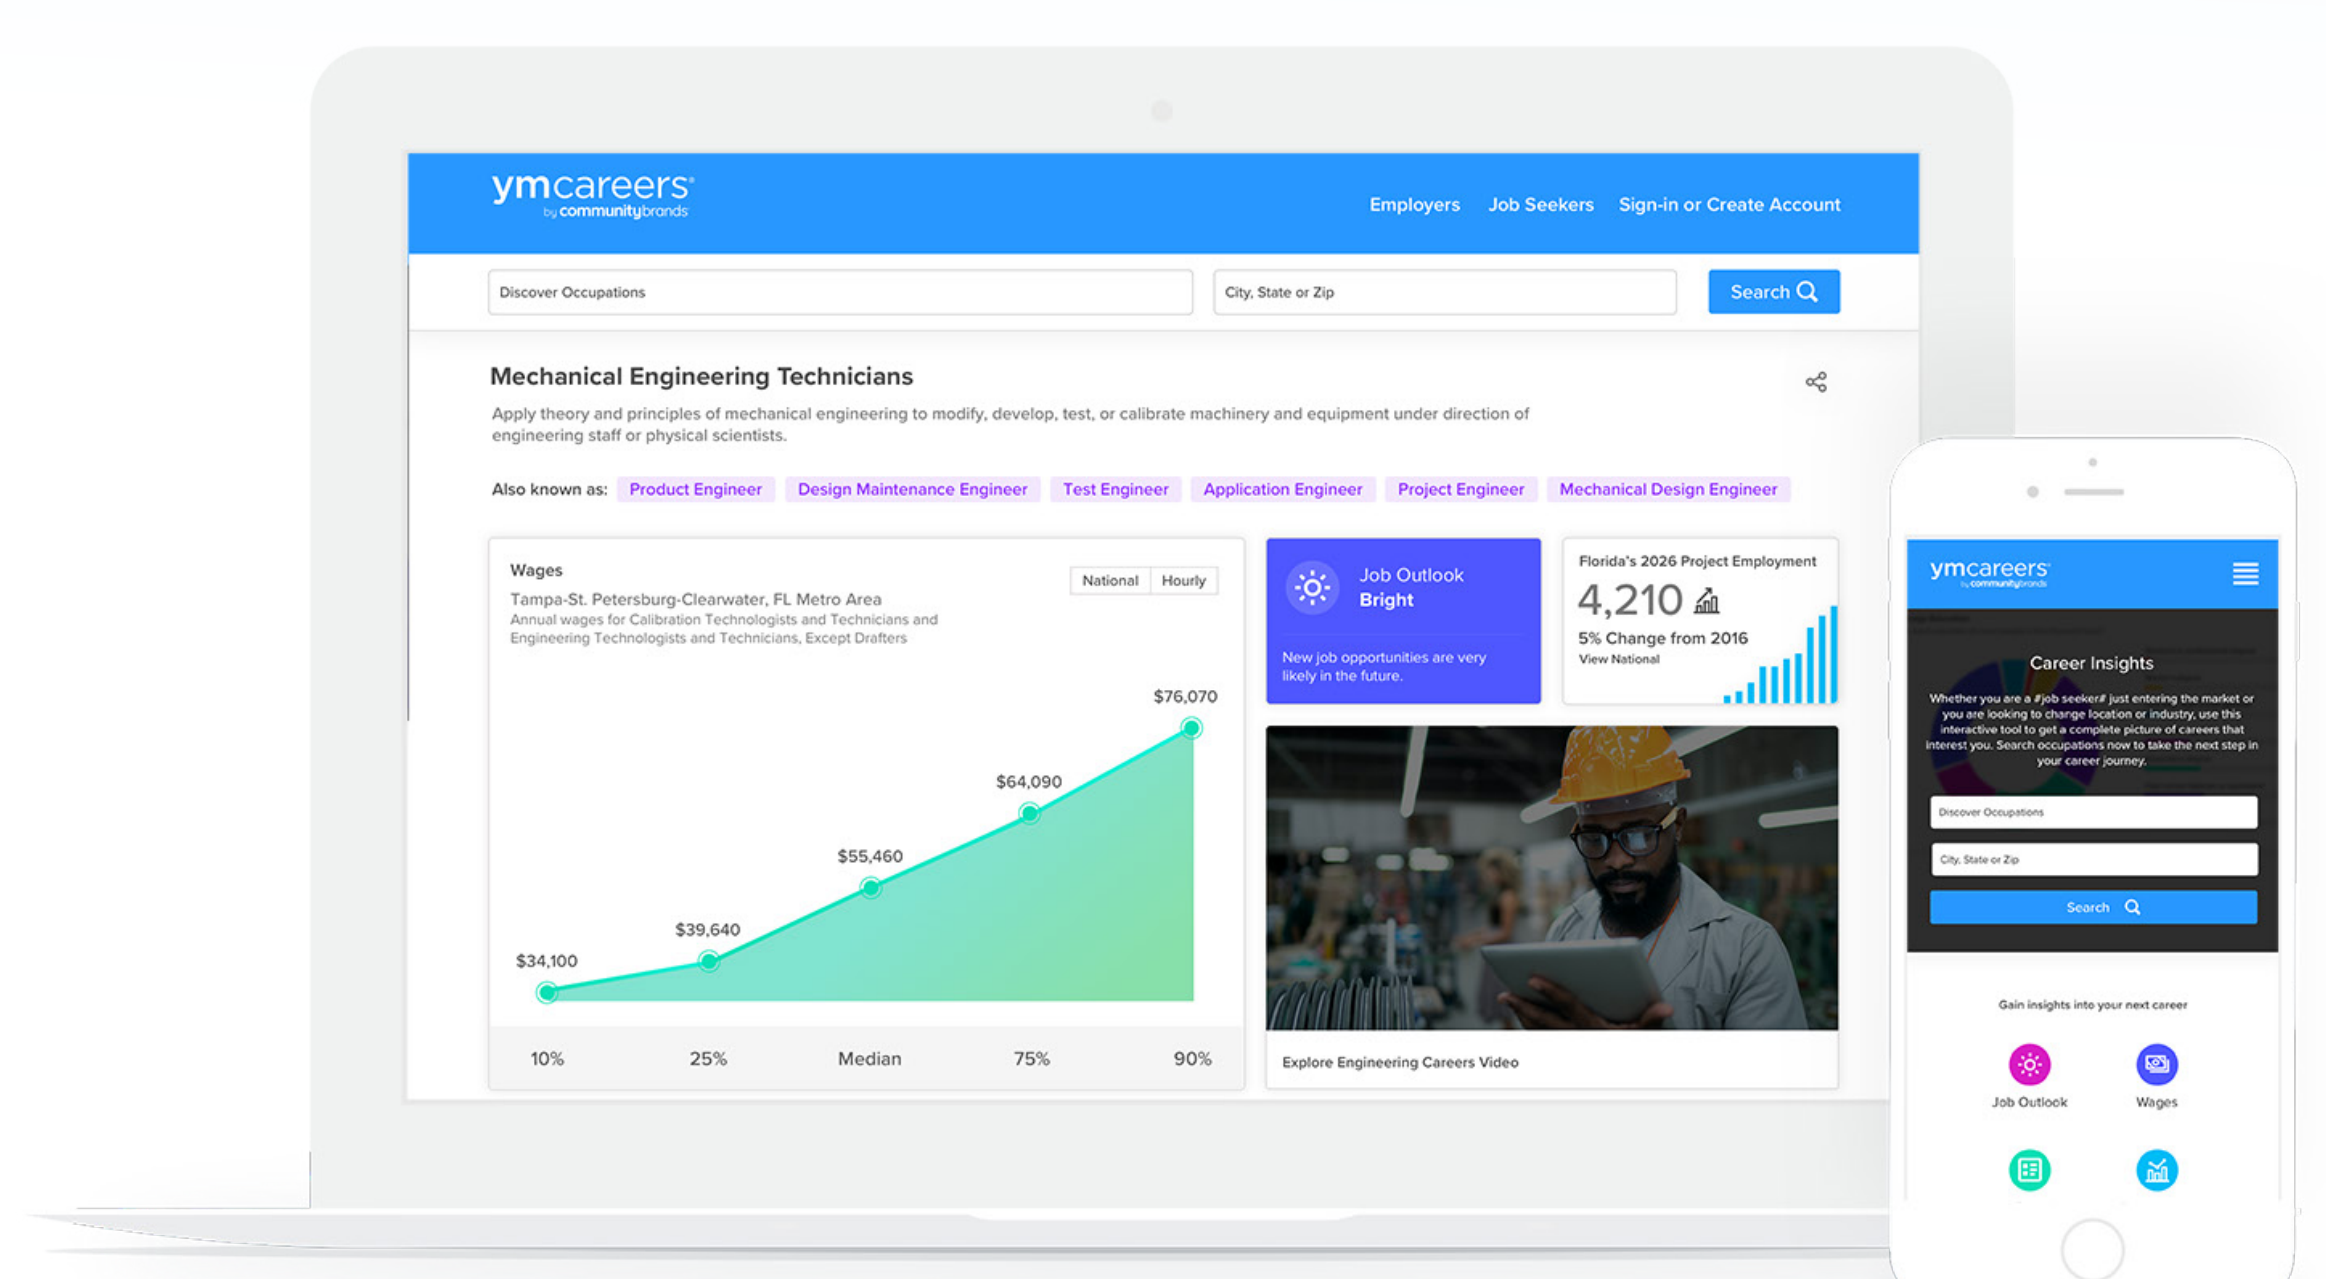 ymcareers
by communitybrands
Employers Job Seekers Sign-in or Create Account
Discover Occupations City, State or Zip Search
Mechanical Engineering Technicians
Apply theory and principles of mechanical engineering to modify, develop, test, or calibrate machinery and equipment under direction of
engineering staff or physical scientists.
Also known as: Product Engineer Design Maintenance Engineer Test Engineer Application Engineer Project Engineer Mechanical Design Engineer
Wages
National Hourly
Tampa-St. Petersburg-Clearwater, FL Metro Area
Annual wages for Calibration Technologists and Technicians and
Engineering Technologists and Technicians, Except Drafters
$34,100
$39,640
$55,460
$64,090
$76,070
10% 25% Median 75% 90%
Job Outlook
Bright
New job opportunities are very
likely in the future.
Florida's 2026 Project Employment
4,210
5% Change from 2016
View National
Explore Engineering Careers Video
ymcareers
by communitybrands
Career Insights
Whether you are a #job seeker# just entering the market or
you are looking to change location or industry, use this
interactive tool to get a complete picture of careers that
interest you. Search occupations now to take the next step in
your career journey.
Discover Occupations
City, State or Zip
Search
Gain insights into your next career
Job Outlook Wages